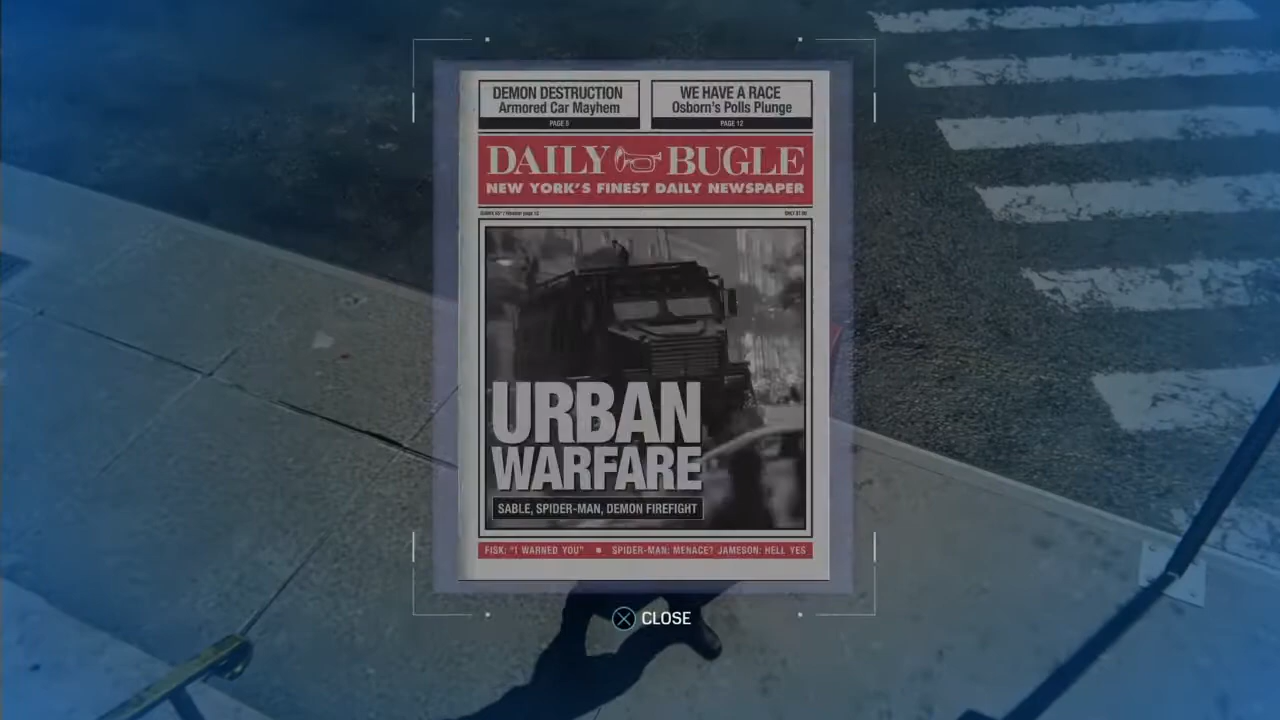 DEMON DESTRUCTION
Armored Car Mayhem
PAGE 5
WE HAVE A RACE
Osborn's Polls Plunge
PAGE 12
DAILY BUGLE
NEW YORK'S FINEST DAILY NEWSPAPER
URBAN
WARFARE
SABLE, SPIDER-MAN, DEMON FIREFIGHT
FISK: "I WARNED YOU" • SPIDER-MAN: MENACE? JAMESON: HELL YES
CLOSE